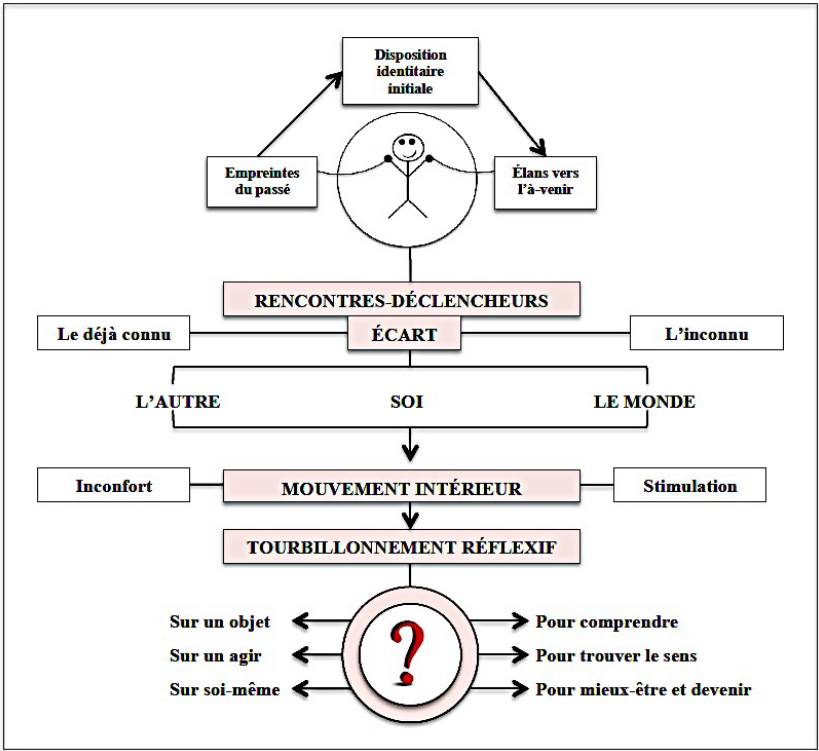 Disposition
identitaire
initiale
Empreintes
du passé
Élans vers
l’à-venir
RENCONTRES-DÉCLENCHEURS
Le déjà connu
ÉCART
L’inconnu
L’AUTRE
SOI
LE MONDE
Inconfort
MOUVEMENT INTÉRIEUR
Stimulation
TOURBILLONNEMENT RÉFLEXIF
Sur un objet
Pour comprendre
?
Sur un agir
Pour trouver le sens
Sur soi-même
Pour mieux-être et devenir